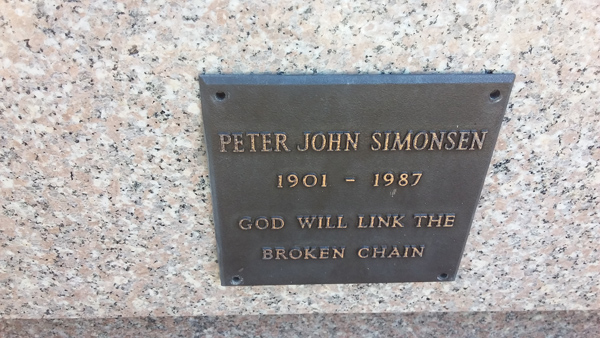 PETER JOHN SIMONSEN
1901 - 1987
GOD WILL LINK THE
BROKEN CHAIN